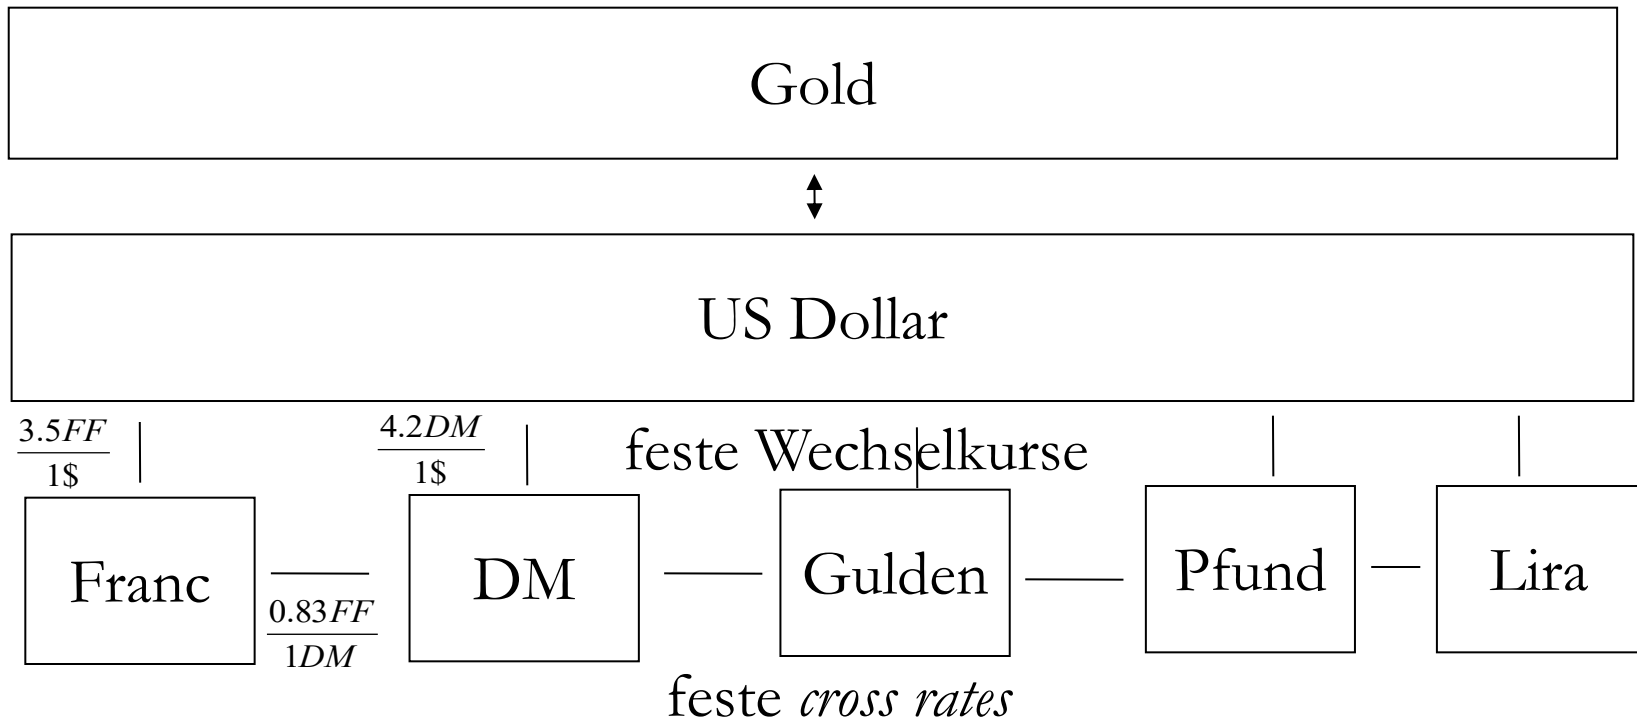 Gold
US Dollar
3.5FF
1$
4.2DM
1$
feste Wechselkurse
Franc
DM
Gulden
Pfund
Lira
0.83FF
1DM
feste cross rates